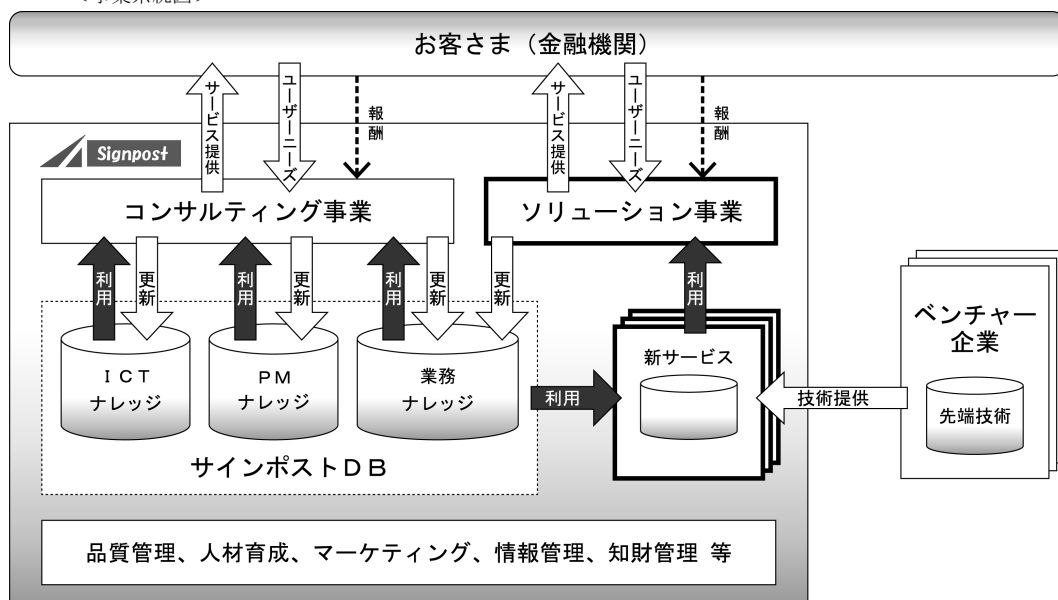 お客さま（金融機関）
サービス提供
ユーザーニーズ
報酬
サービス提供
ユーザーニーズ
報酬
Signpost
コンサルティング事業
ソリューション事業
利用
更新
利用
更新
利用
更新
更新
利用
ＩＣＴ
ナレッジ
ＰＭ
ナレッジ
業務
ナレッジ
サインポストＤＢ
利用
新サービス
技術提供
ベンチャー
企業
先端技術
品質管理、人材育成、マーケティング、情報管理、知財管理 等